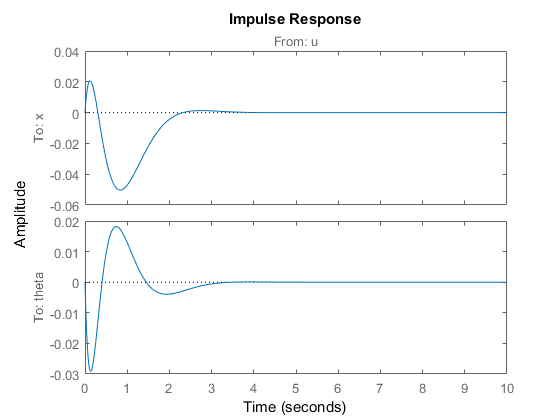 Impulse Response
From: u
0.04
0.02
0
-0.02
-0.04
-0.06
To: x
0.02
0.01
0
-0.01
-0.02
-0.03
To: theta
Amplitude
0 1 2 3 4 5 6 7 8 9 10
Time (seconds)